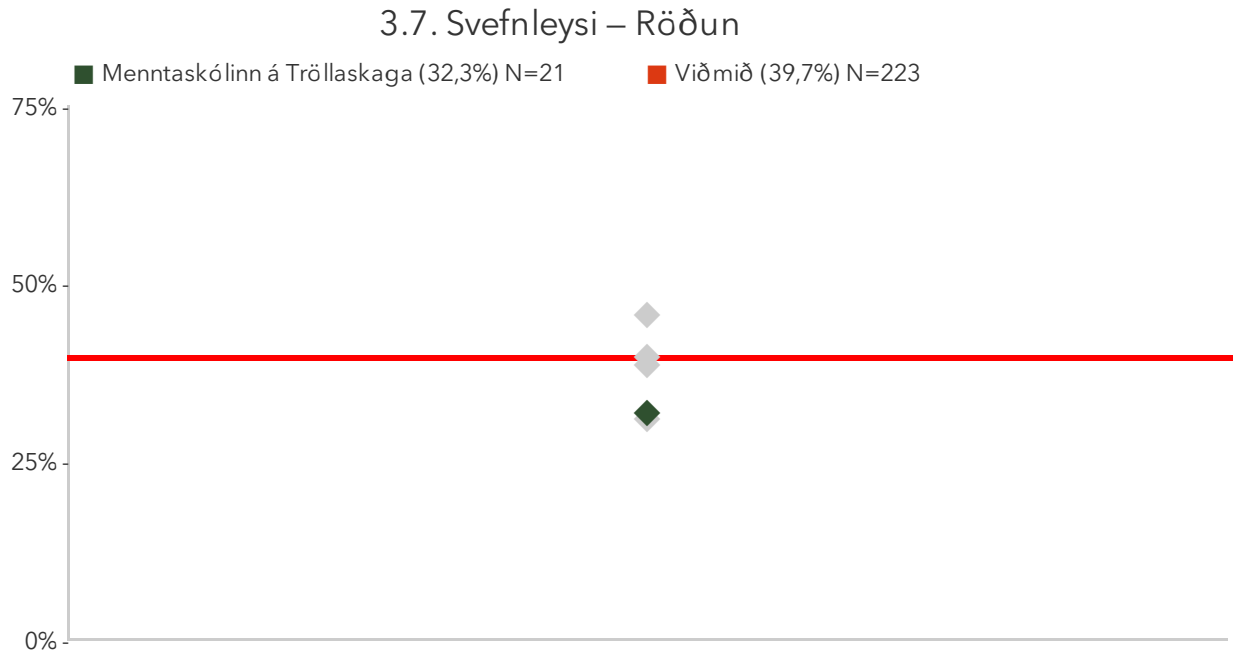 3.7. Svefnleysi – Röðun
Menntaskólinn á Tröllaskaga (32,3%) N=21
Viðmið (39,7%) N=223
75%
50%
25%
0%